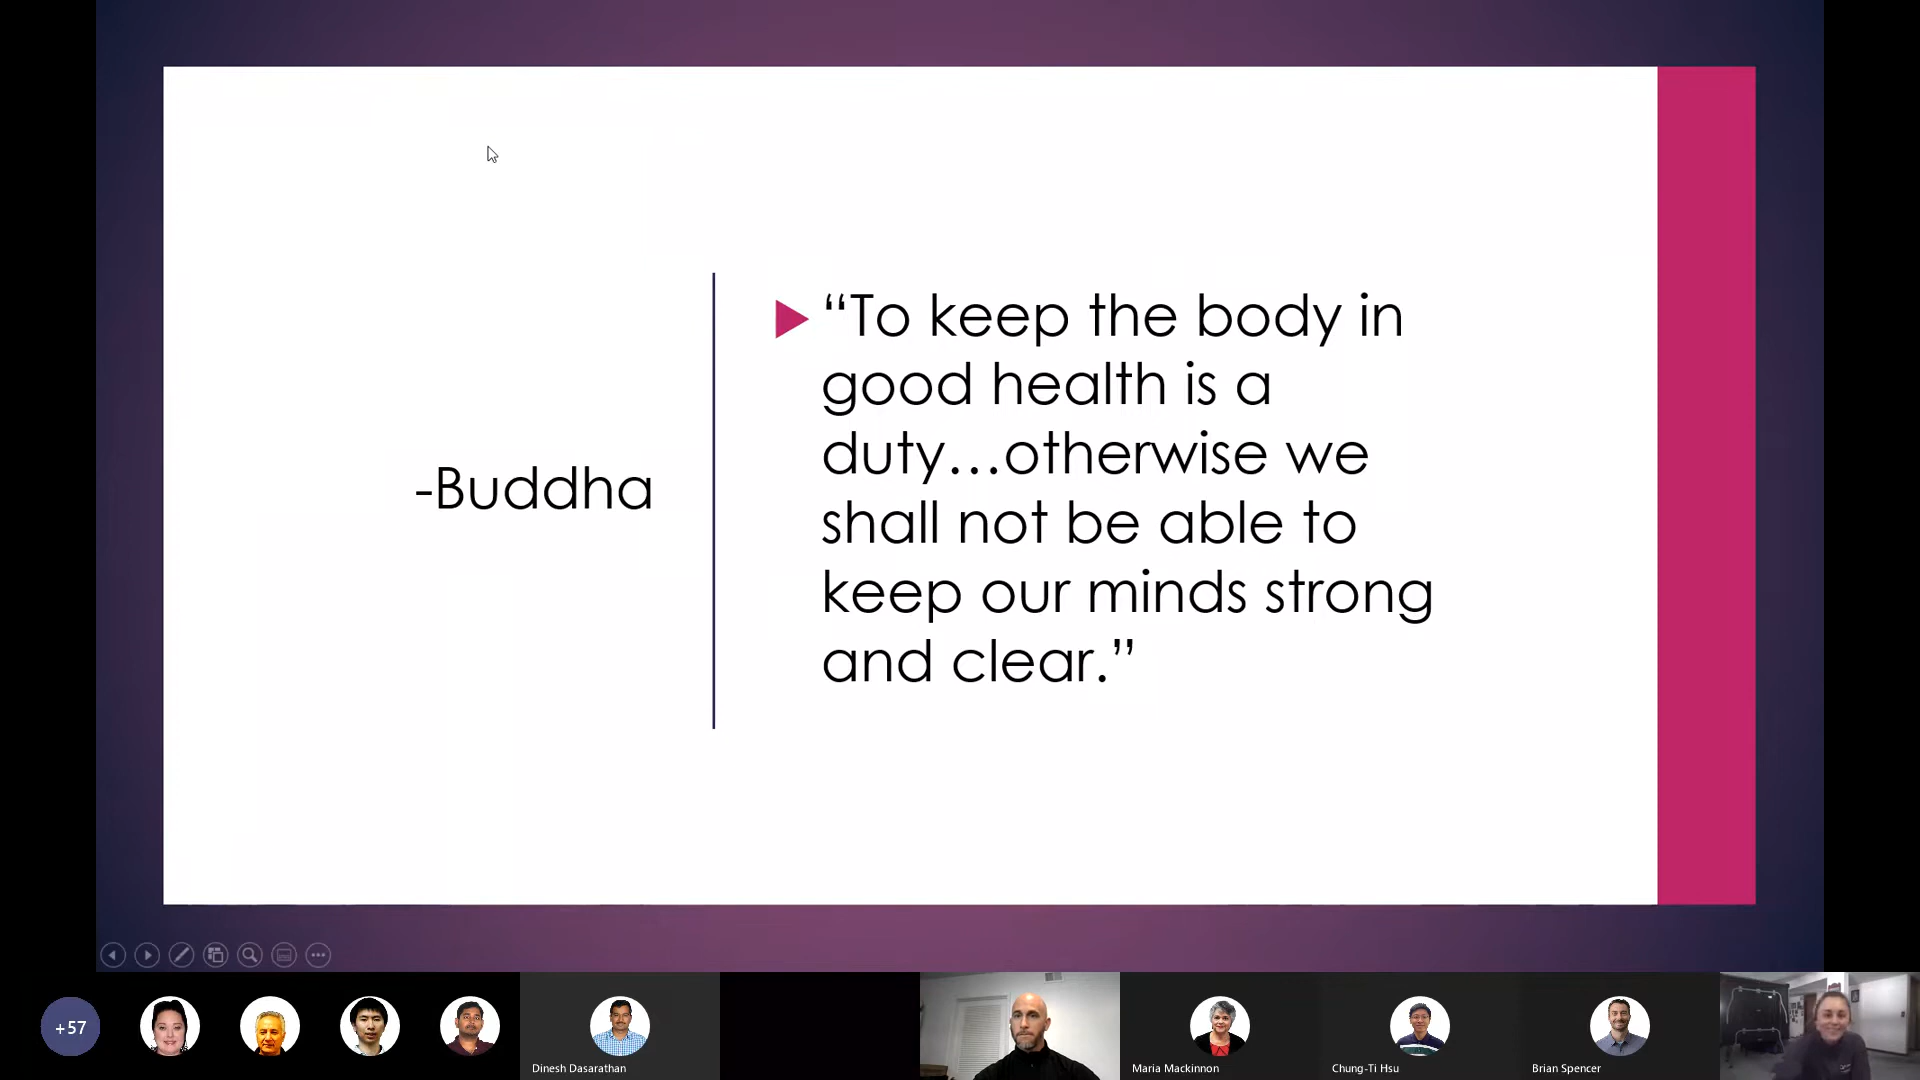 -Buddha
“To keep the body in
good health is a
duty…otherwise we
shall not be able to
keep our minds strong
and clear.”
+57
Dinesh Dasarathan
Maria Mackinnon
Chung-Ti Hsu
Brian Spencer